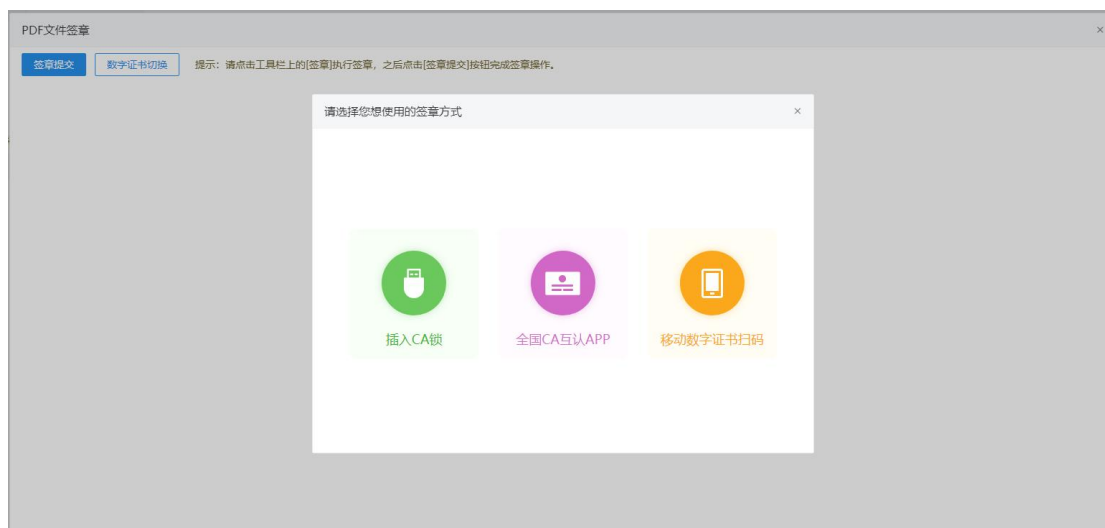 PDF文件签章
签章提交 数字证书切换 提示：请点击工具栏上的[签章]执行签章，之后点击[签章提交]按钮完成签章操作。
请选择您想使用的签章方式
插入CA锁 全国CA互认APP 移动数字证书扫码